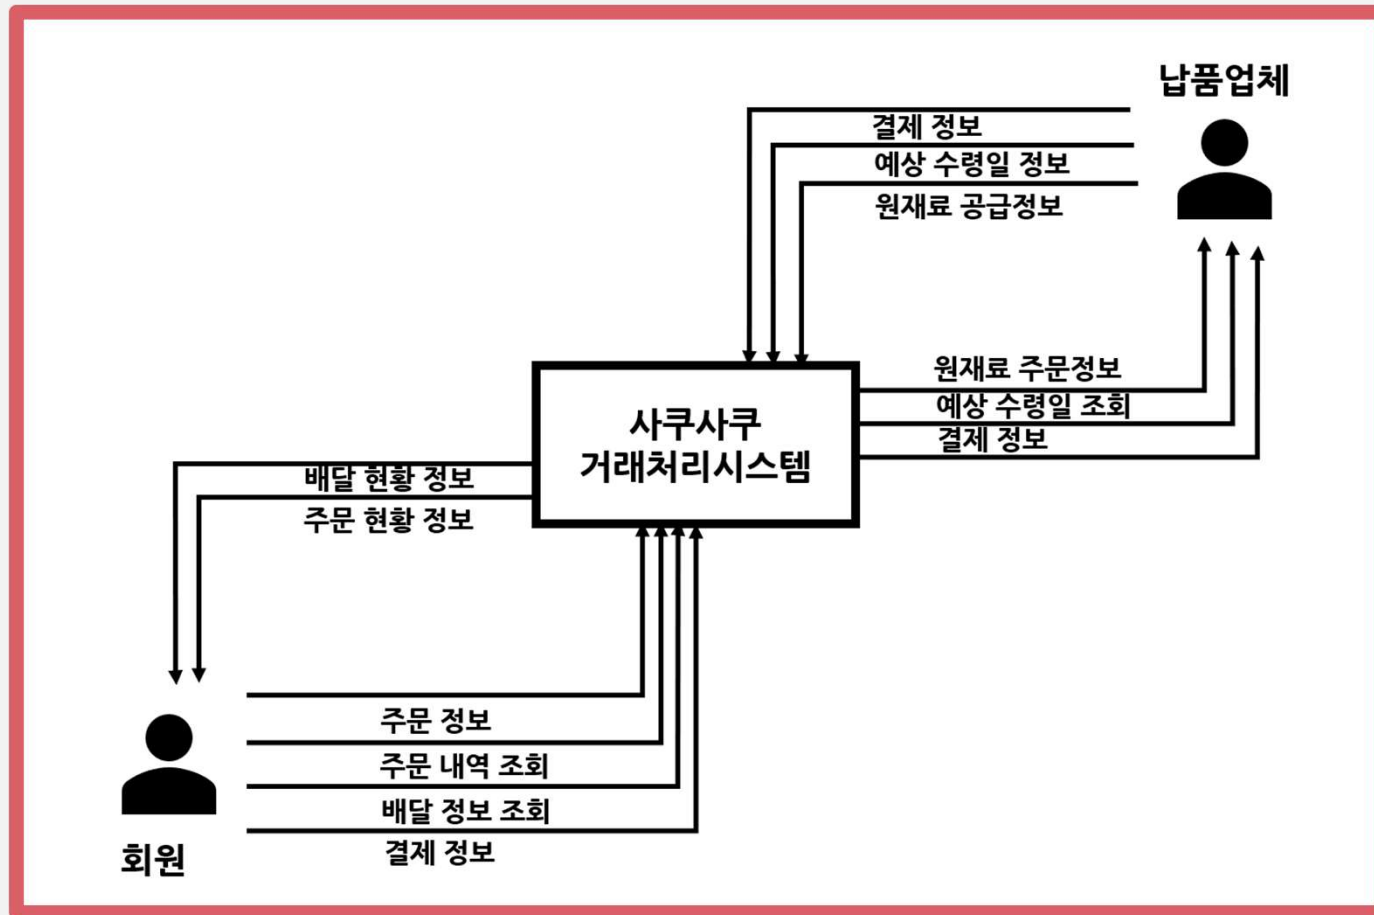 납품업체
결제 정보
예상 수령일 정보
원재료 공급정보
원재료 주문정보
예상 수령일 조회
결제 정보
사쿠사쿠
거래처리시스템
배달 현황 정보
주문 현황 정보
주문 정보
주문 내역 조회
배달 정보 조회
결제 정보
회원